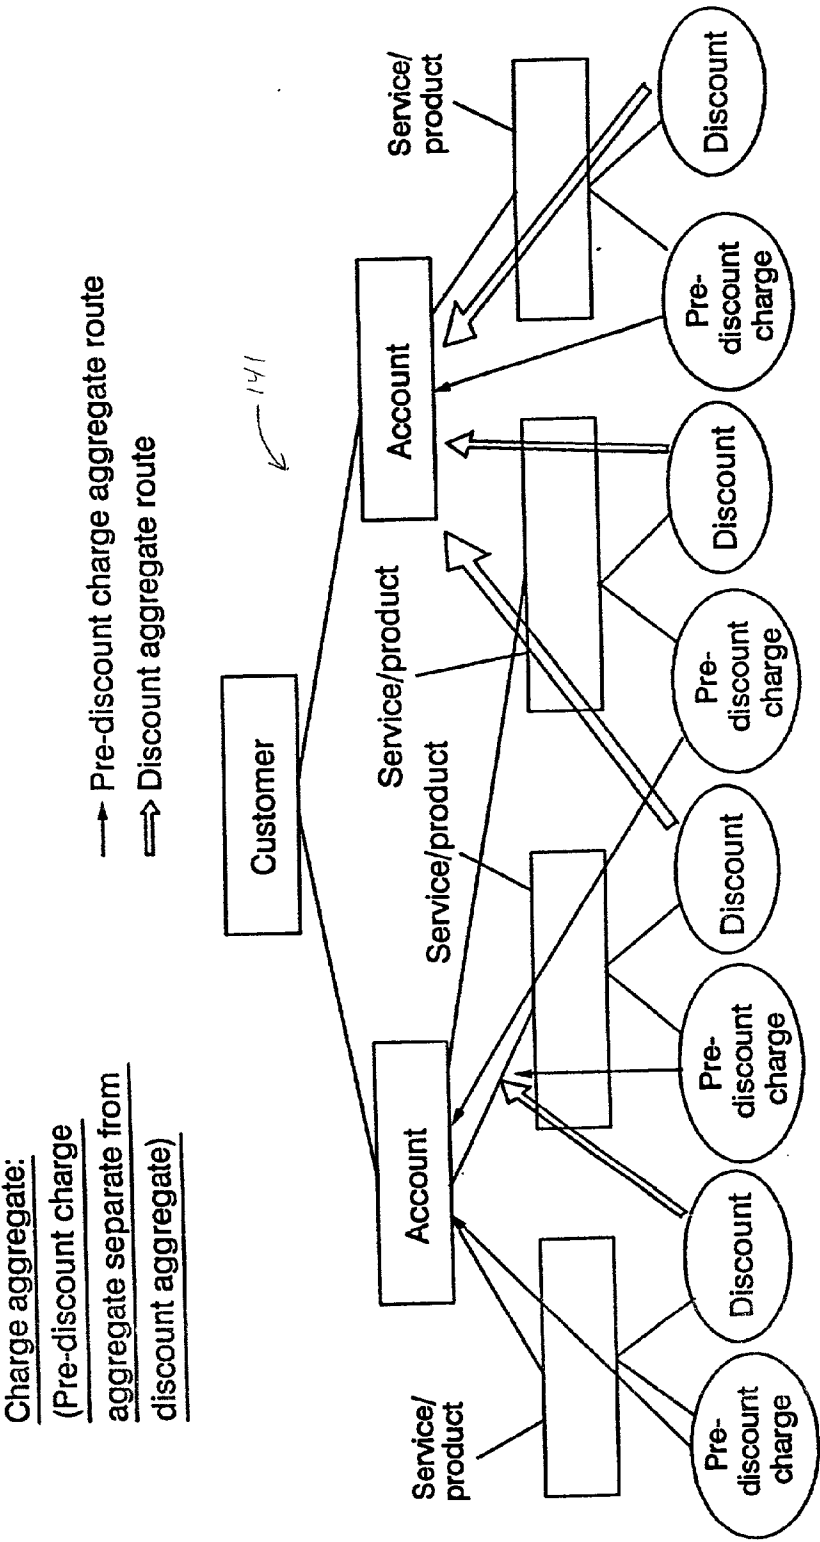 Charge aggregate:
(Pre-discount charge
aggregate separate from
discount aggregate)
Pre-discount charge aggregate route
Discount aggregate route
141
Customer
Account
Account
Service/
product
Service/product
Service/product
Service/
product
Pre-
discount
charge
Discount
Pre-
discount
charge
Discount
Pre-
discount
charge
Discount
Pre-
discount
charge
Discount